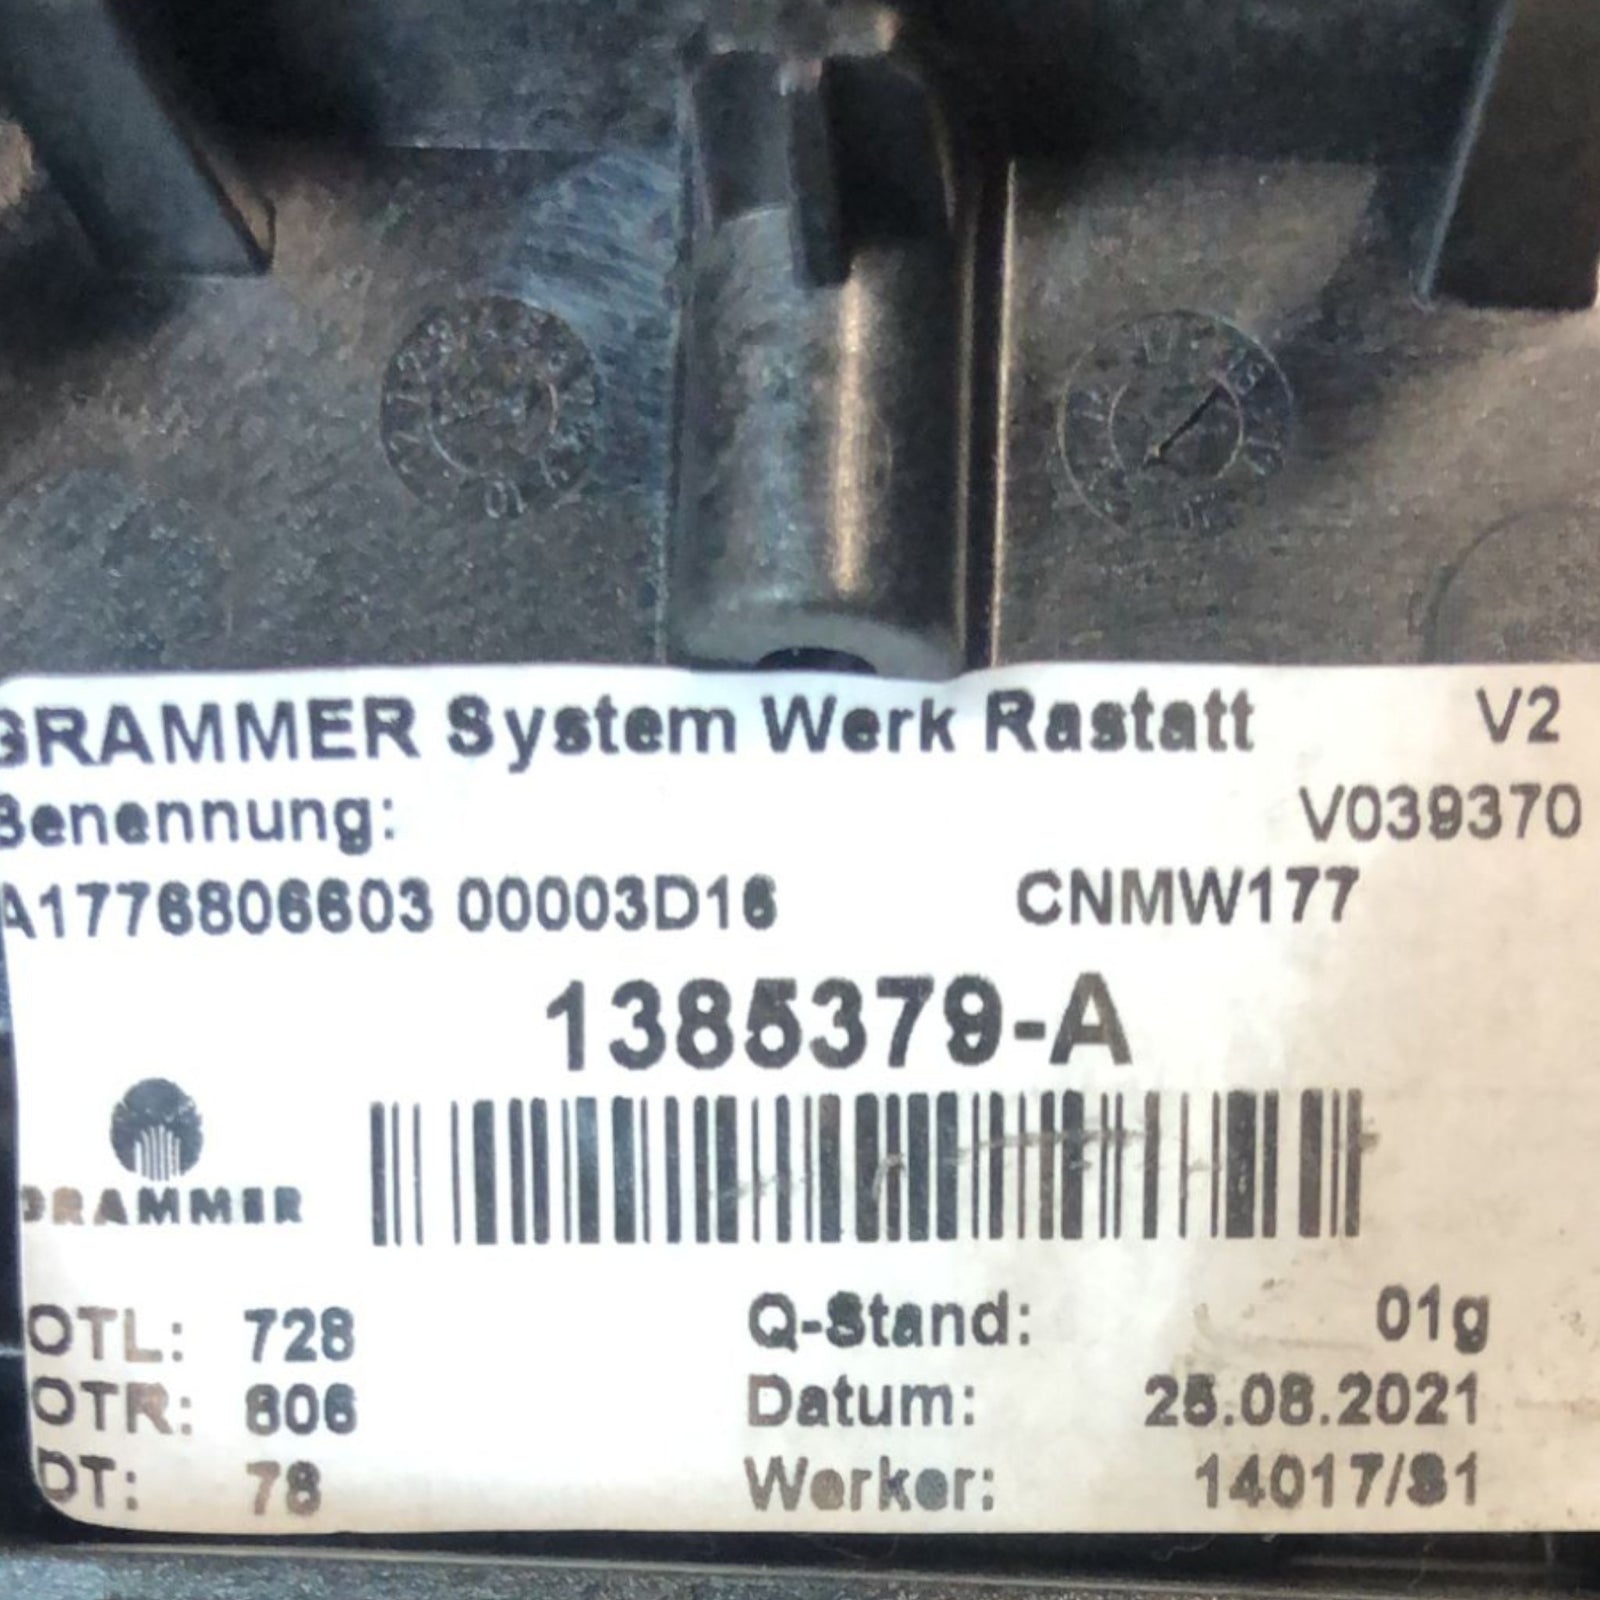 GRAMMER System Werk Rastatt V2
Benennung: V039370
A1776806603 00003D16 CNMW177
1385379-A
GRAMMER
OTL: 728 Q-Stand: 01g
OTR: 806 Datum: 25.08.2021
DT: 78 Werker: 14017/S1